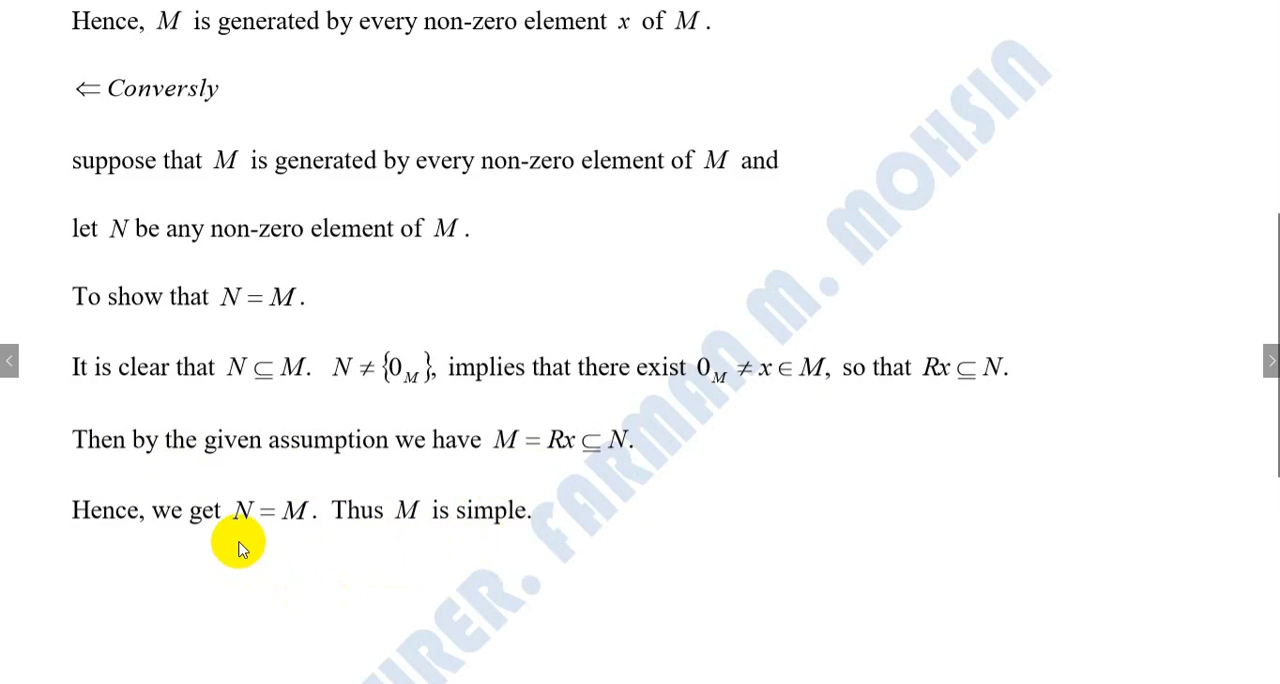 Hence, M is generated by every non-zero element x of M.
⇐ Conversly
suppose that M is generated by every non-zero element of M and
let N be any non-zero element of M.
To show that N = M.
It is clear that N ⊆ M. N ≠ {0_M}, implies that there exist 0_M ≠ x ∈ M, so that Rx ⊆ N.
Then by the given assumption we have M = Rx ⊆ N.
Hence, we get N = M. Thus M is simple.
URER. FARMAN M. MOHSIN